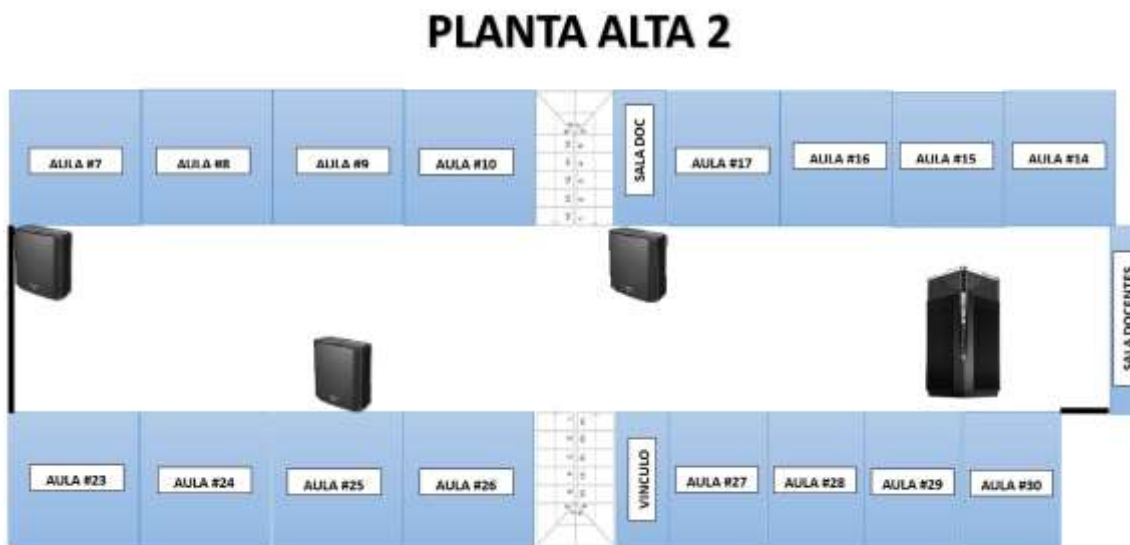 PLANTA ALTA 2
AULA #7
AULA #8
AULA #9
AULA #10
SALA DOC
AULA #17
AULA #16
AULA #15
AULA #14
SALA DOCENTES
AULA #23
AULA #24
AULA #25
AULA #26
VINCULO
AULA #27
AULA #28
AULA #29
AULA #30